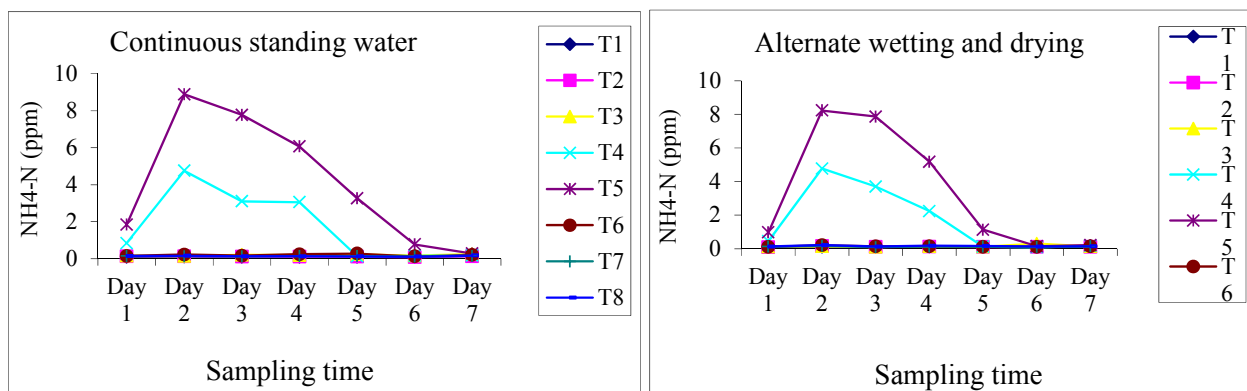 Continuous standing water
NH4-N (ppm)
10
8
6
4
2
0
Day 1
Day 2
Day 3
Day 4
Day 5
Day 6
Day 7
Sampling time
T1
T2
T3
T4
T5
T6
T7
T8
Alternate wetting and drying
NH4-N (ppm)
10
8
6
4
2
0
Day 1
Day 2
Day 3
Day 4
Day 5
Day 6
Day 7
Sampling time
T
1
T
2
T
3
T
4
T
5
T
6